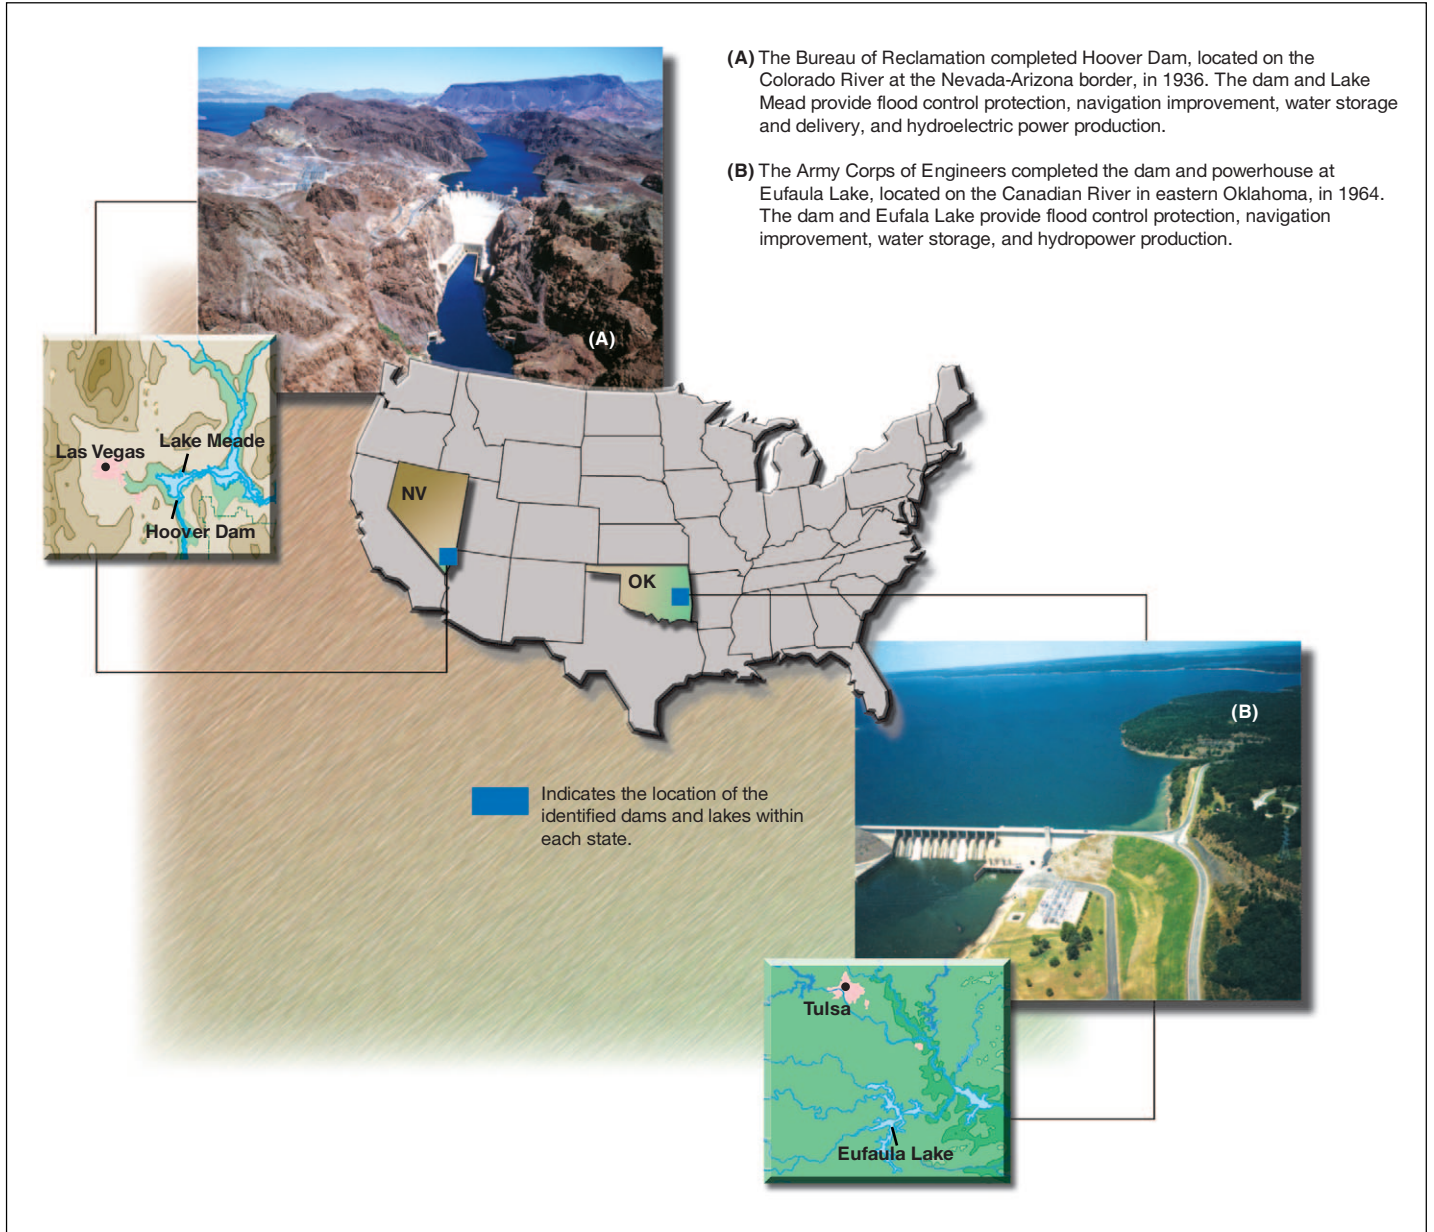 (A) The Bureau of Reclamation completed Hoover Dam, located on the
Colorado River at the Nevada-Arizona border, in 1936. The dam and Lake
Mead provide flood control protection, navigation improvement, water storage
and delivery, and hydroelectric power production.
(B) The Army Corps of Engineers completed the dam and powerhouse at
Eufaula Lake, located on the Canadian River in eastern Oklahoma, in 1964.
The dam and Eufala Lake provide flood control protection, navigation
improvement, water storage, and hydropower production.
(A)
Las Vegas
Lake Meade
Hoover Dam
NV
OK
(B)
Indicates the location of the
identified dams and lakes within
each state.
Tulsa
Eufaula Lake